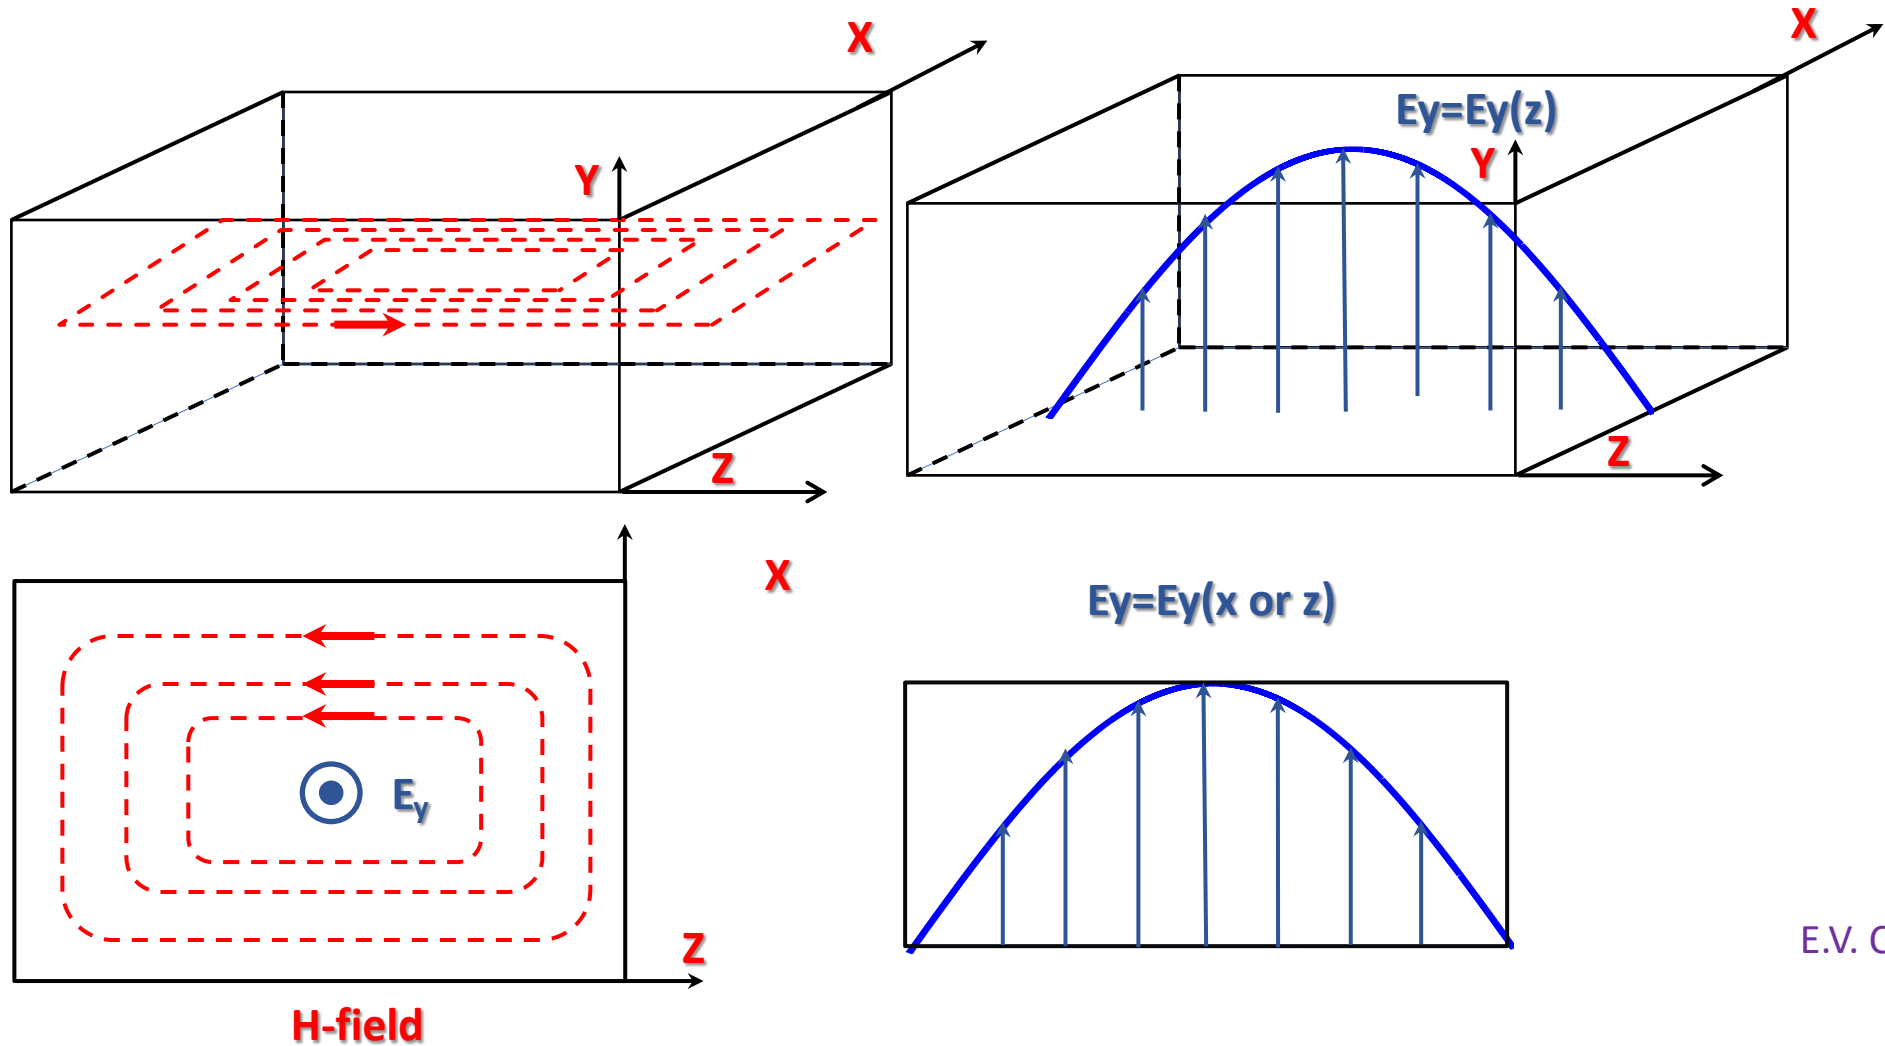 X
X
Ey=Ey(z)
Y
Y
Z
Z
X
Ey=Ey(x or z)
Ey
E.V.
Z
H-field